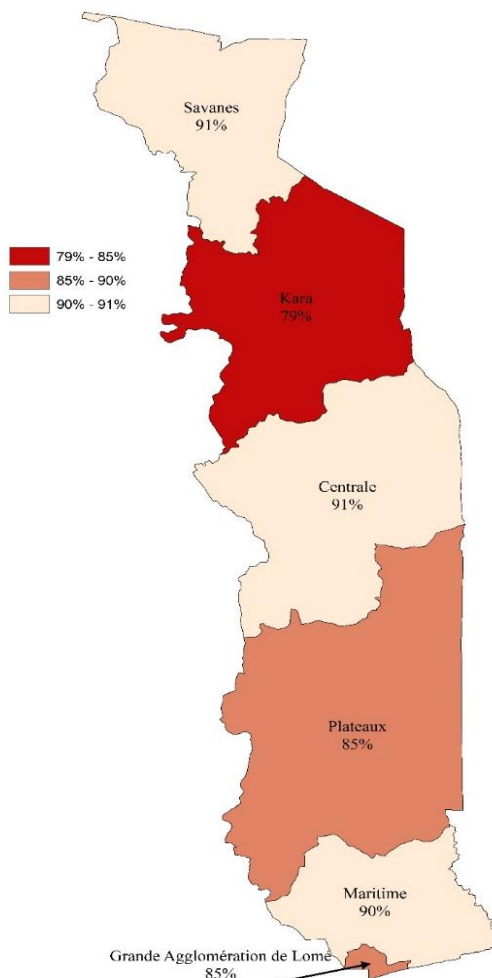 Savanes
91%
79% - 85%
85% - 90%
90% - 91%
Kara
79%
Centrale
91%
Plateaux
85%
Maritime
90%
Grande Agglomération de Lomé
85%